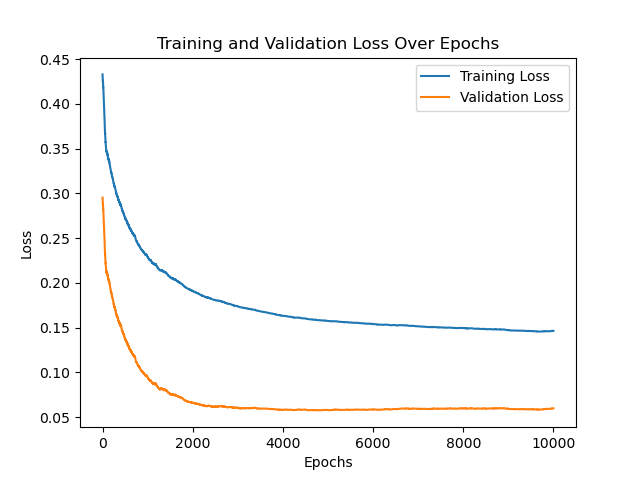 Training and Validation Loss Over Epochs
Training Loss
Validation Loss
0.45
0.40
0.35
0.30
0.25
0.20
0.15
0.10
0.05
Loss
0 2000 4000 6000 8000 10000
Epochs